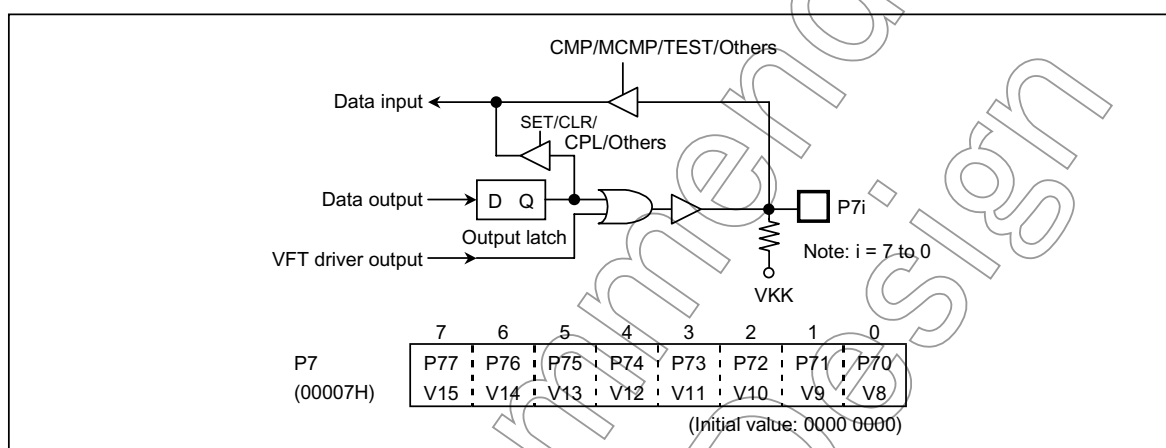 CMP/MCMP/TEST/Others
Data input
SET/CLR/
CPL/Others
Data output
D Q
P7i
Output latch
Note: i = 7 to 0
VFT driver output
VKK
7 6 5 4 3 2 1 0
P7 P77 P76 P75 P74 P73 P72 P71 P70
(00007H) V15 V14 V13 V12 V11 V10 V9 V8
(Initial value: 0000 0000)